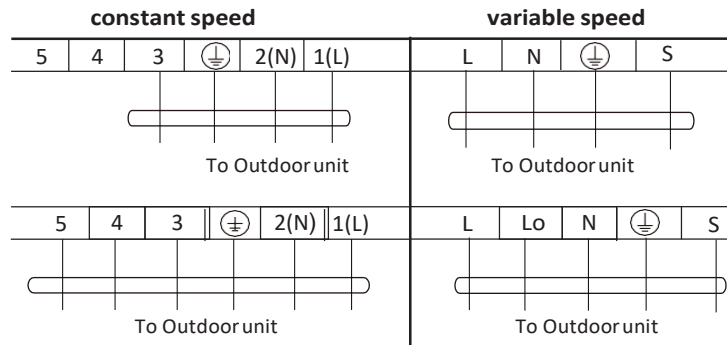 constant speed variable speed
5 4 3 ⏚ 2(N) 1(L) L N ⏚ S
To Outdoor unit To Outdoor unit
5 4 3 ⏚ 2(N) 1(L) L Lo N ⏚ S
To Outdoor unit To Outdoor unit